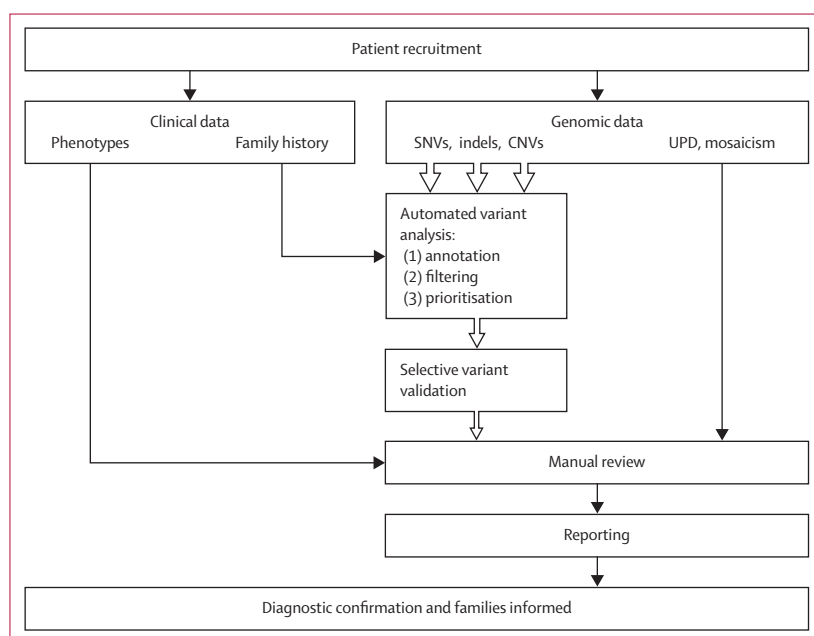 Patient recruitment
Clinical data
Phenotypes Family history
Genomic data
SNVs, indels, CNVs UPD, mosaicism
Automated variant
analysis:
(1) annotation
(2) filtering
(3) prioritisation
Selective variant
validation
Manual review
Reporting
Diagnostic confirmation and families informed